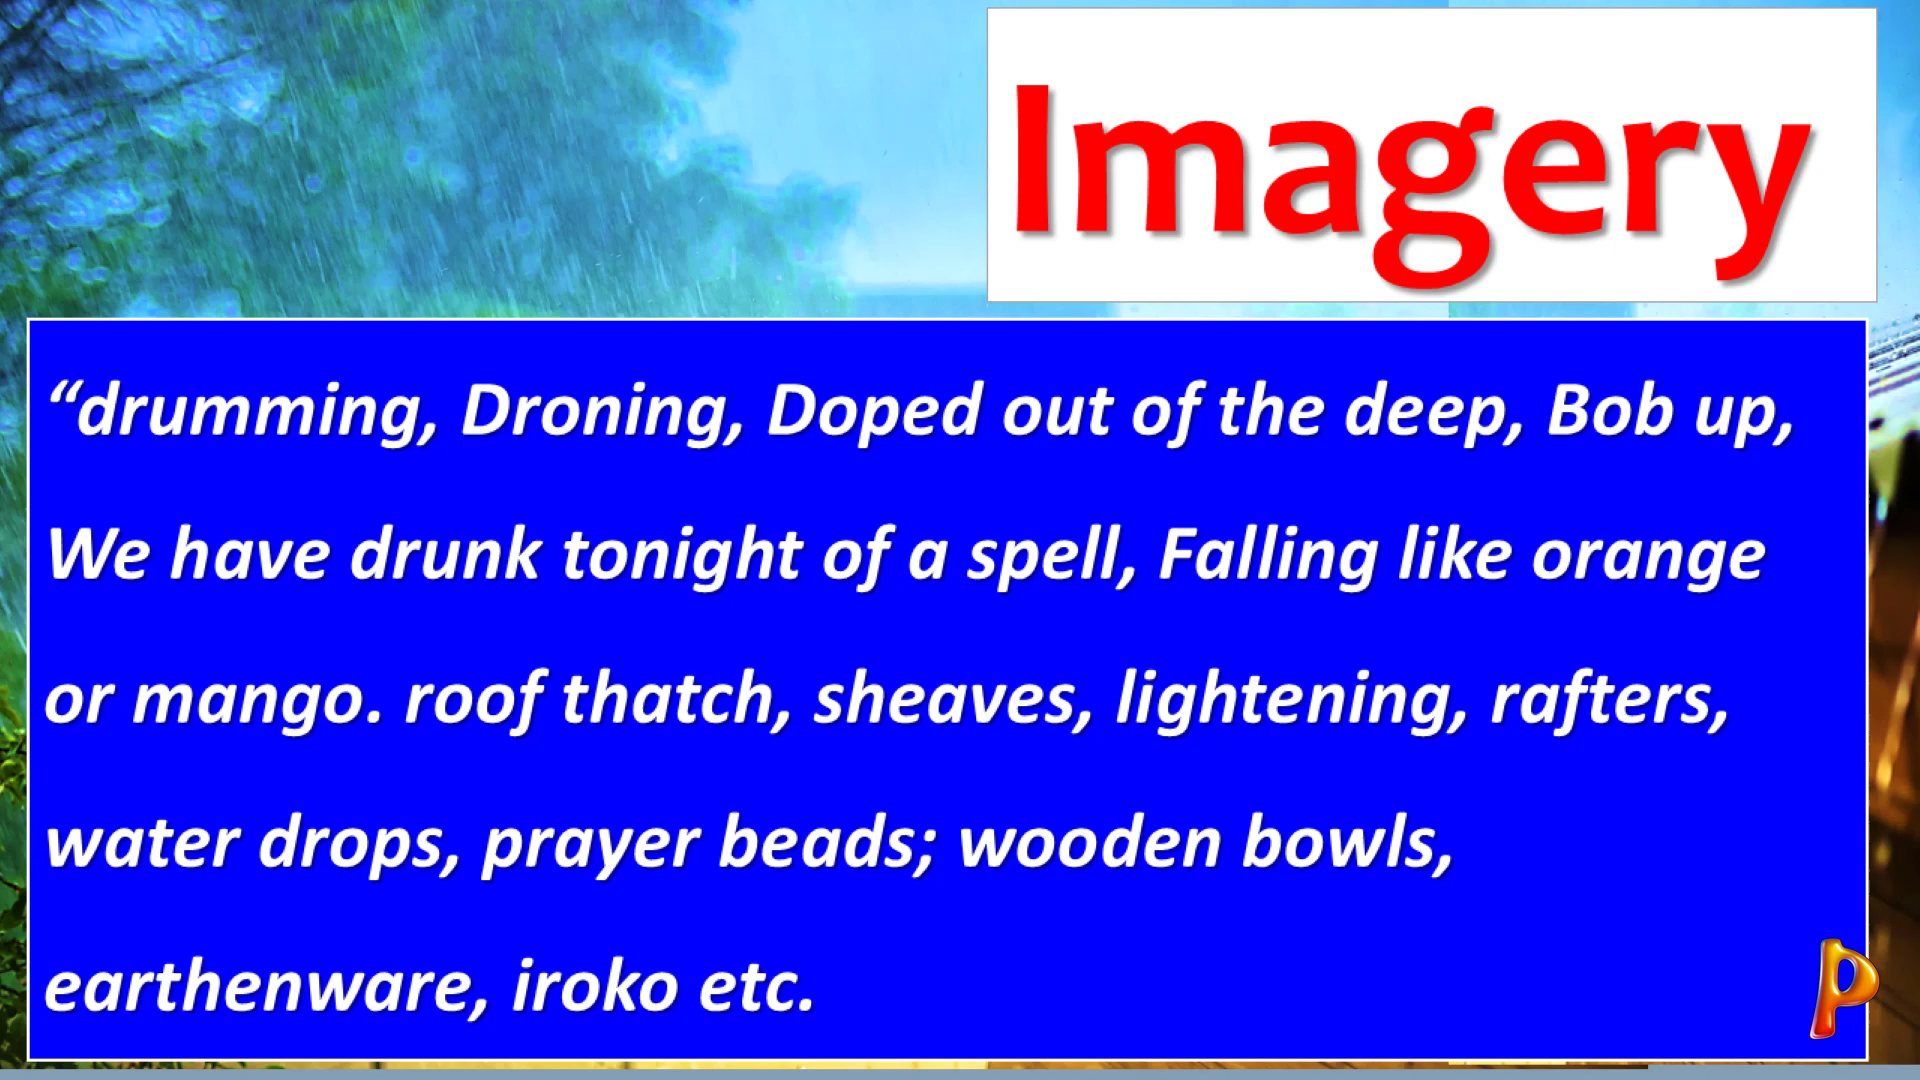 Imagery
“drumming, Droning, Doped out of the deep, Bob up,
We have drunk tonight of a spell, Falling like orange
or mango. roof thatch, sheaves, lightening, rafters,
water drops, prayer beads; wooden bowls,
earthenware, iroko etc.
P